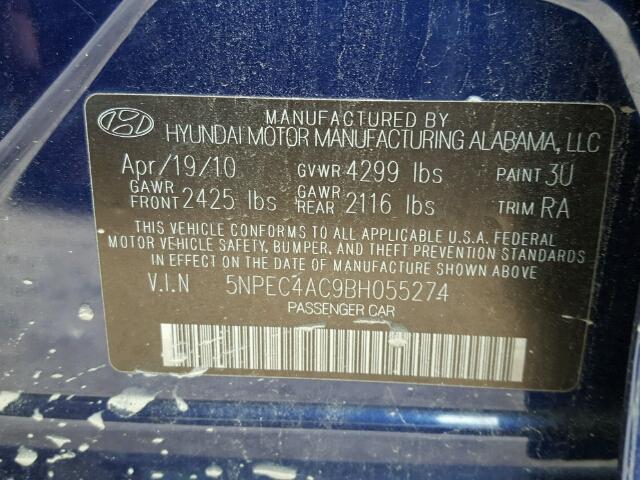 MANUFACTURED BY
HYUNDAI MOTOR MANUFACTURING ALABAMA, LLC
Apr/19/10 GVWR 4299 lbs PAINT 3U
GAWR FRONT 2425 lbs GAWR REAR 2116 lbs TRIM RA
THIS VEHICLE CONFORMS TO ALL APPLICABLE U.S.A. FEDERAL
MOTOR VEHICLE SAFETY, BUMPER, AND THEFT PREVENTION STANDARDS
IN EFFECT ON THE DATE OF MANUFACTURE SHOWN ABOVE
V.I.N 5NPEC4AC9BH055274
PASSENGER CAR